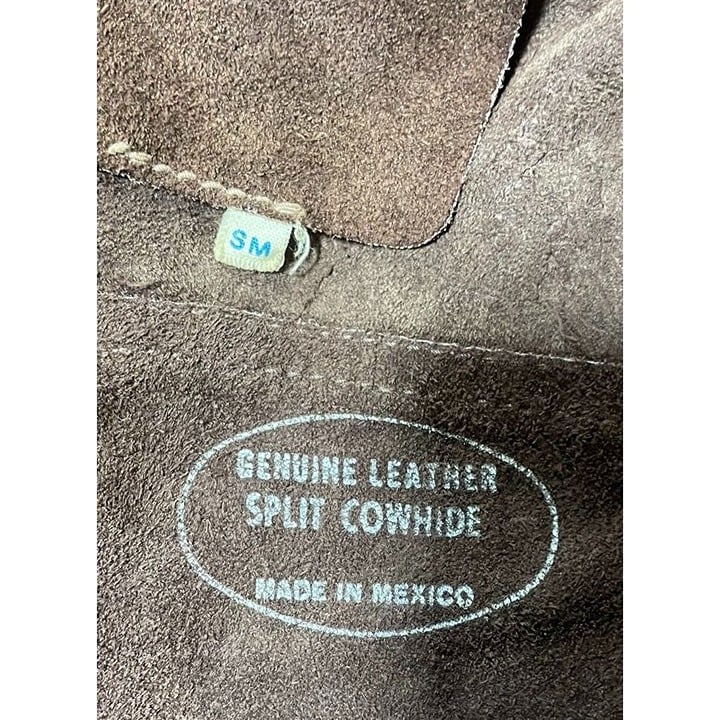 SM
GENUINE LEATHER
SPLIT COWHIDE
MADE IN MEXICO